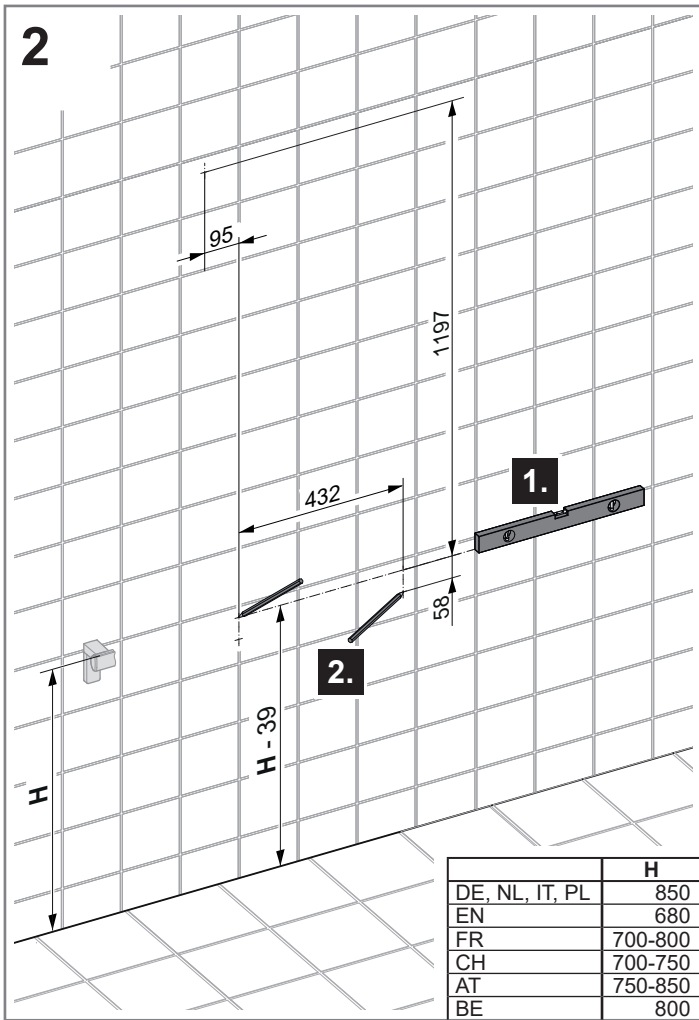 2
95
1197
432
1.
58
2.
H - 39
H
H
DE, NL, IT, PL 850
EN 680
FR 700-800
CH 700-750
AT 750-850
BE 800